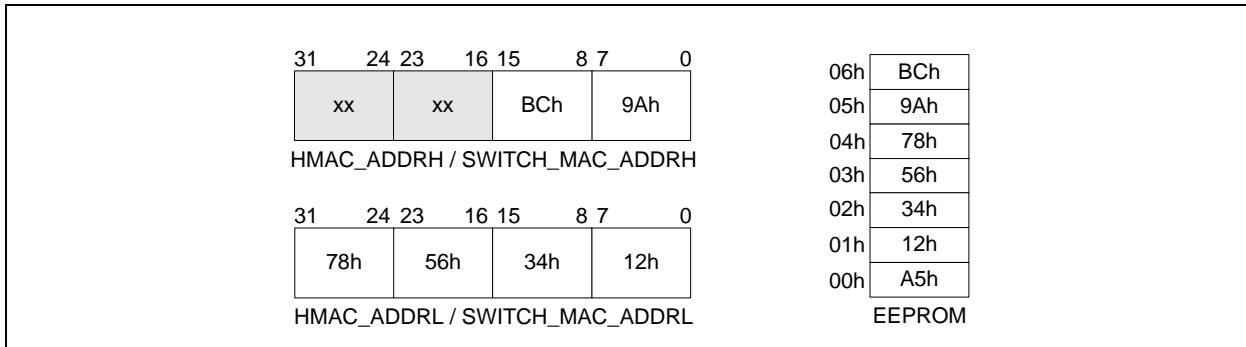 31 24 23 16 15 8 7 0
xx xx BCh 9Ah
HMAC_ADDRH / SWITCH_MAC_ADDRH
31 24 23 16 15 8 7 0
78h 56h 34h 12h
HMAC_ADDRL / SWITCH_MAC_ADDRL
06h BCh
05h 9Ah
04h 78h
03h 56h
02h 34h
01h 12h
00h A5h
EEPROM